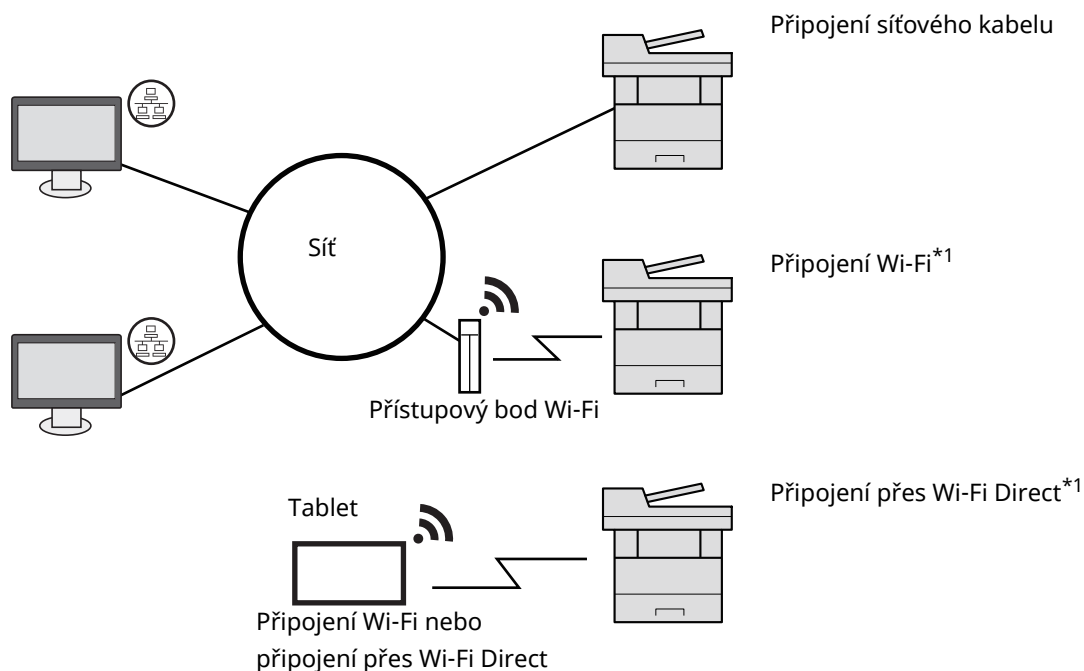 Připojení síťového kabelu
Síť
Připojení Wi-Fi*1
Přístupový bod Wi-Fi
Připojení přes Wi-Fi Direct*1
Tablet
Připojení Wi-Fi nebo
připojení přes Wi-Fi Direct